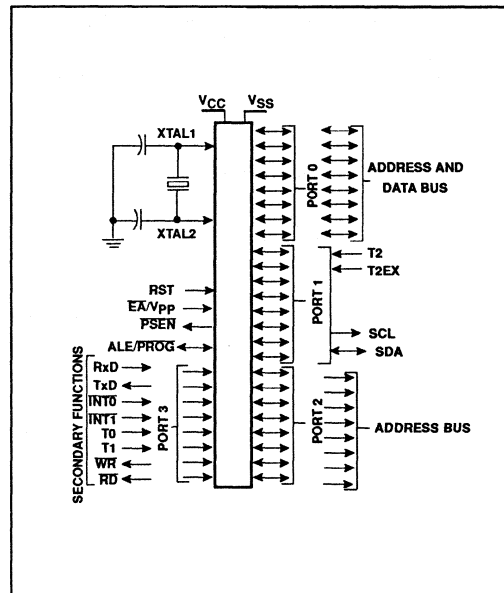 VCC VSS
XTAL1
XTAL2
PORT 0
ADDRESS AND
DATA BUS
PORT 1
T2
T2EX
SCL
SDA
RST
EA/VPP
PSEN
ALE/PROG
SECONDARY FUNCTIONS
RxD
TxD
INT0
INT1
T0
T1
WR
RD
PORT 3
PORT 2
ADDRESS BUS